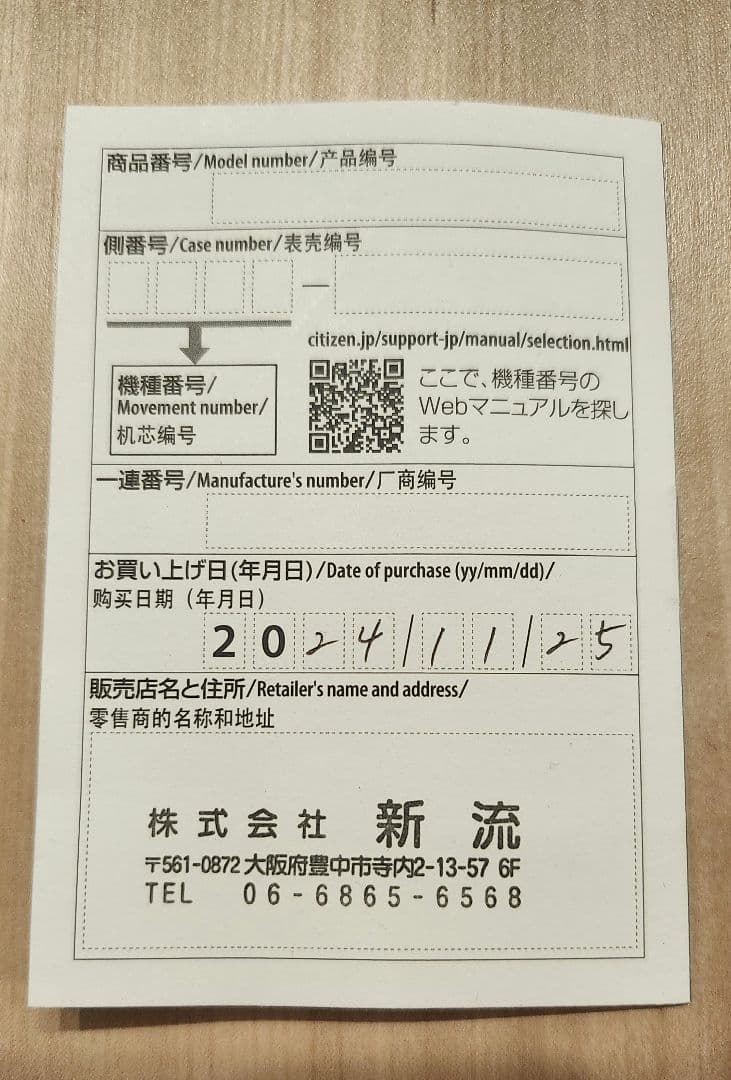 商品番号/Model number/产品编号
側番号/Case number/表壳编号
—
citizen.jp/support-jp/manual/selection.html
機種番号/
Movement number/
机芯编号
ここで、機種番号の
Webマニュアルを探し
ます。
一連番号/Manufacture's number/厂商编号
お買い上げ日(年月日)/Date of purchase (yy/mm/dd)/
购买日期（年月日）
2024/11/25
販売店名と住所/Retailer's name and address/
零售商的名称和地址
株式会社 新流
〒561-0872 大阪府豊中市寺内2-13-57 6F
TEL 06-6865-6568